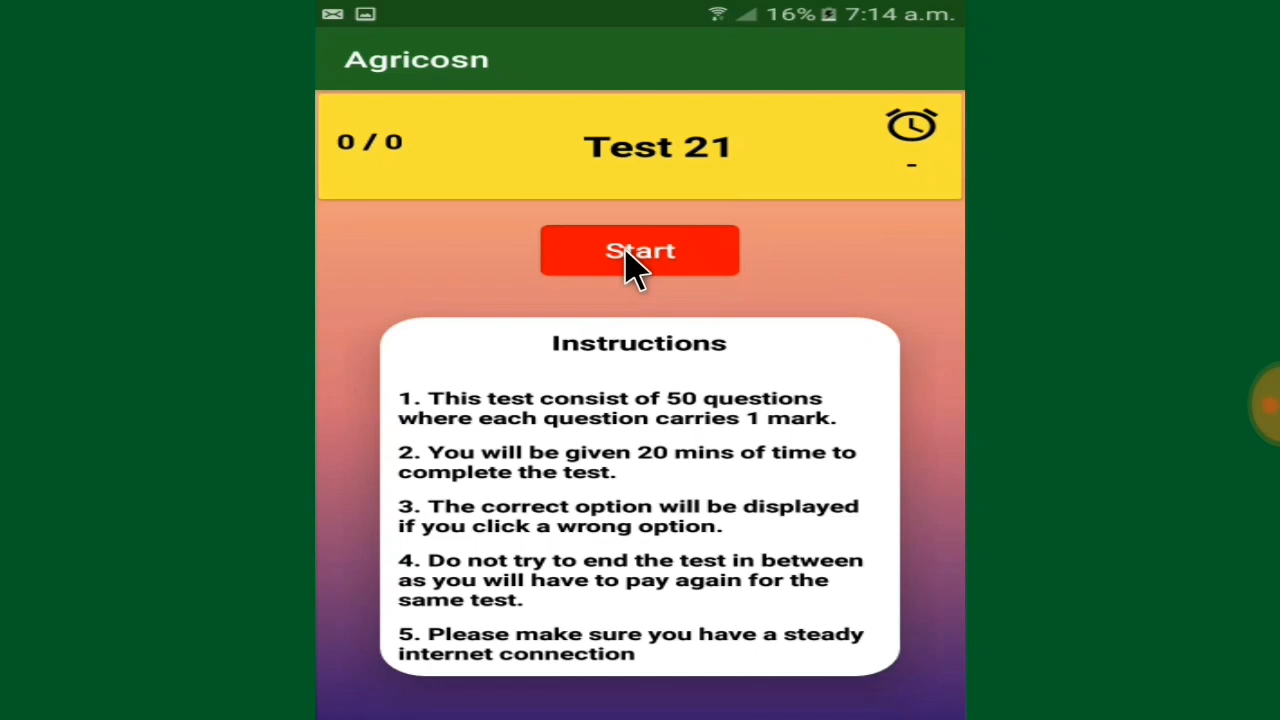 16% 7:14 a.m.
Agricosn
0 / 0
Test 21
-
Start
Instructions
1. This test consist of 50 questions
where each question carries 1 mark.
2. You will be given 20 mins of time to
complete the test.
3. The correct option will be displayed
if you click a wrong option.
4. Do not try to end the test in between
as you will have to pay again for the
same test.
5. Please make sure you have a steady
internet connection